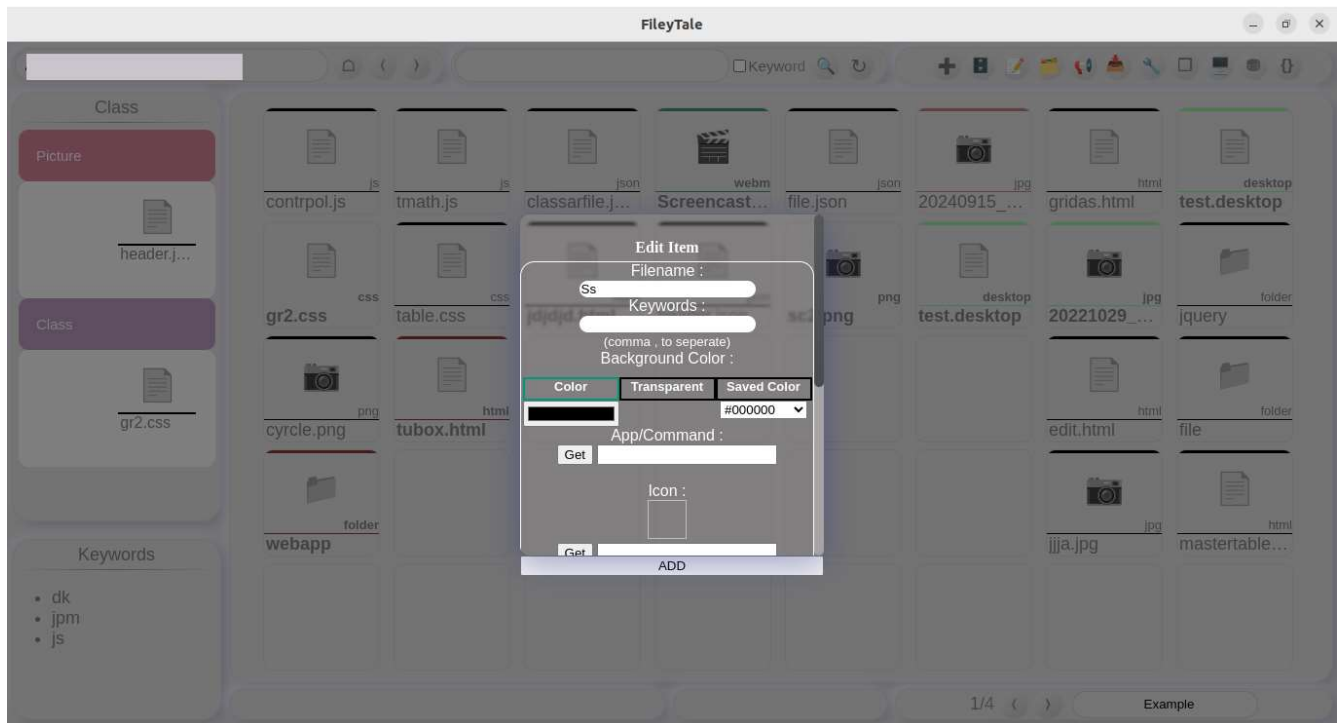 FileyTale
Keyword
{}
Class
Picture
header.j...
Class
gr2.css
Keywords
dk
jpm
js
js
contrpol.js
js
tmath.js
json
classarfile.j...
webm
Screencast...
json
file.json
jpg
20240915_...
html
gridas.html
desktop
test.desktop
css
gr2.css
css
table.css
png
desktop
test.desktop
jpg
20221029_...
folder
jquery
png
cyrcle.png
html
tubox.html
html
edit.html
folder
file
folder
webapp
jpg
jjja.jpg
html
mastertable...
Edit Item
Filename :
Ss
Keywords :
(comma , to seperate)
Background Color :
Color Transparent Saved Color
#000000
App/Command :
Get
Icon :
Get
ADD
1/4
Example